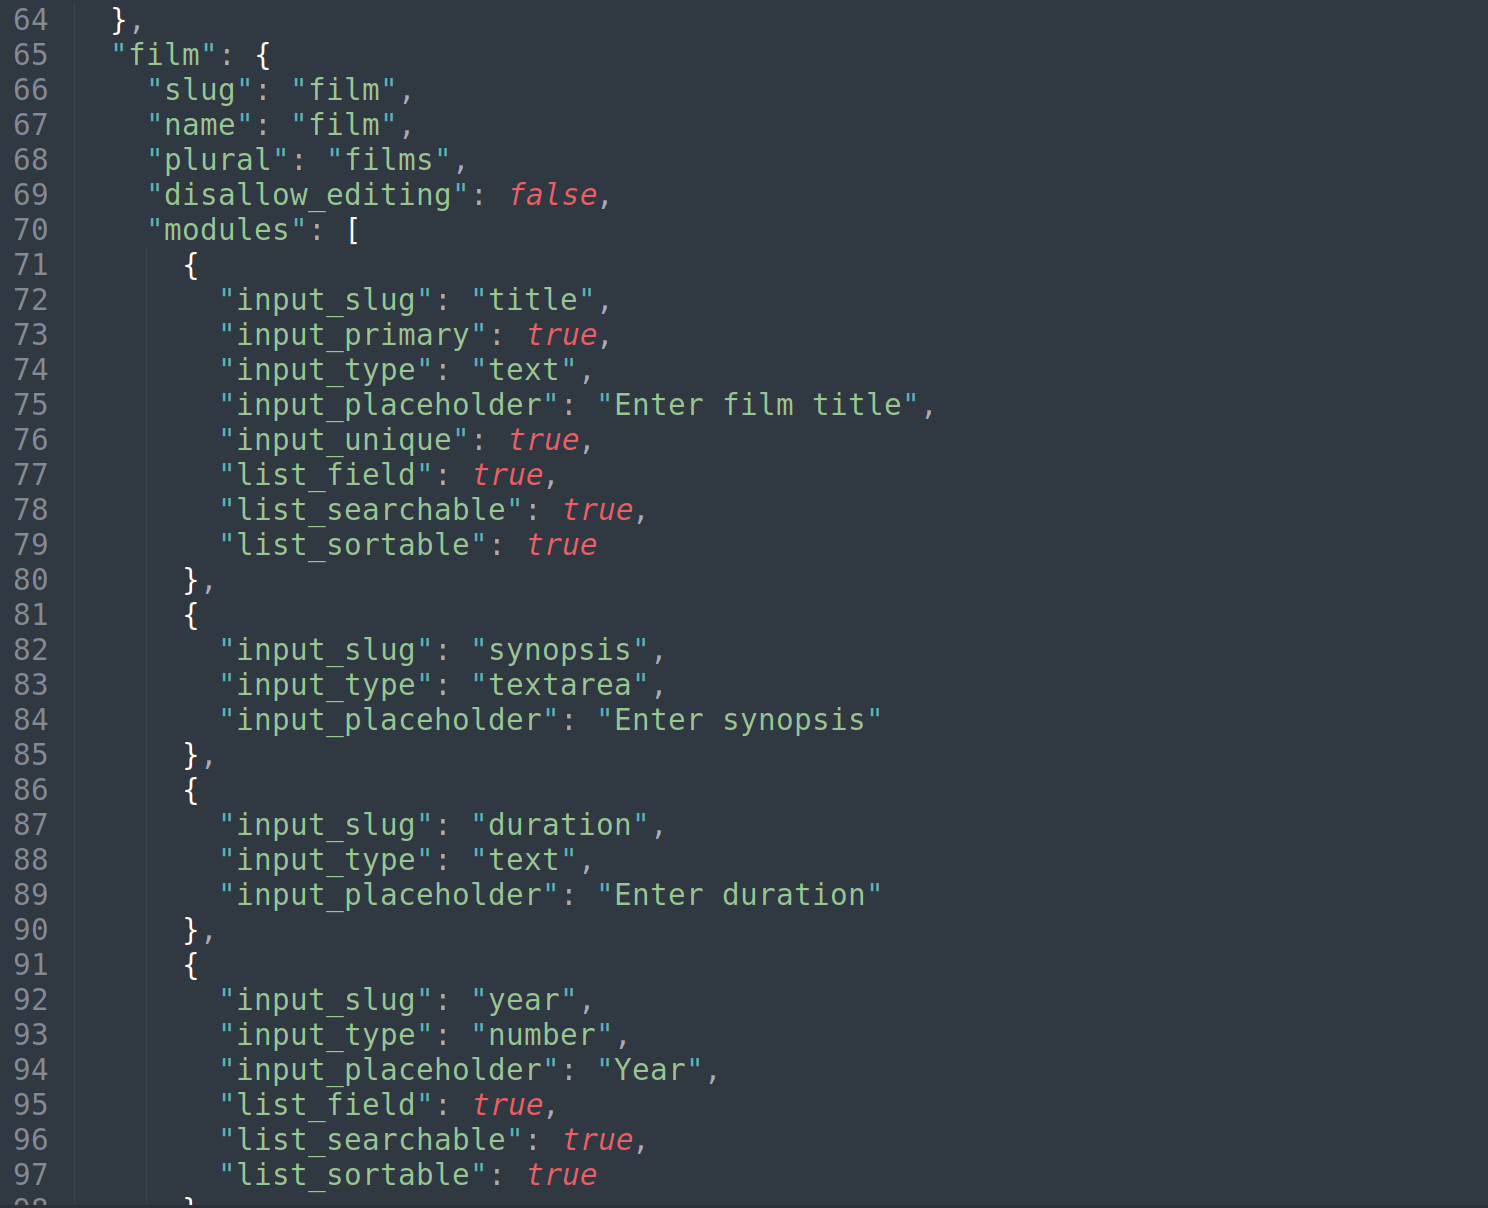 64 },
65 "film": {
66 "slug": "film",
67 "name": "film",
68 "plural": "films",
69 "disallow_editing": false,
70 "modules": [
71 {
72 "input_slug": "title",
73 "input_primary": true,
74 "input_type": "text",
75 "input_placeholder": "Enter film title",
76 "input_unique": true,
77 "list_field": true,
78 "list_searchable": true,
79 "list_sortable": true
80 },
81 {
82 "input_slug": "synopsis",
83 "input_type": "textarea",
84 "input_placeholder": "Enter synopsis"
85 },
86 {
87 "input_slug": "duration",
88 "input_type": "text",
89 "input_placeholder": "Enter duration"
90 },
91 {
92 "input_slug": "year",
93 "input_type": "number",
94 "input_placeholder": "Year",
95 "list_field": true,
96 "list_searchable": true,
97 "list_sortable": true